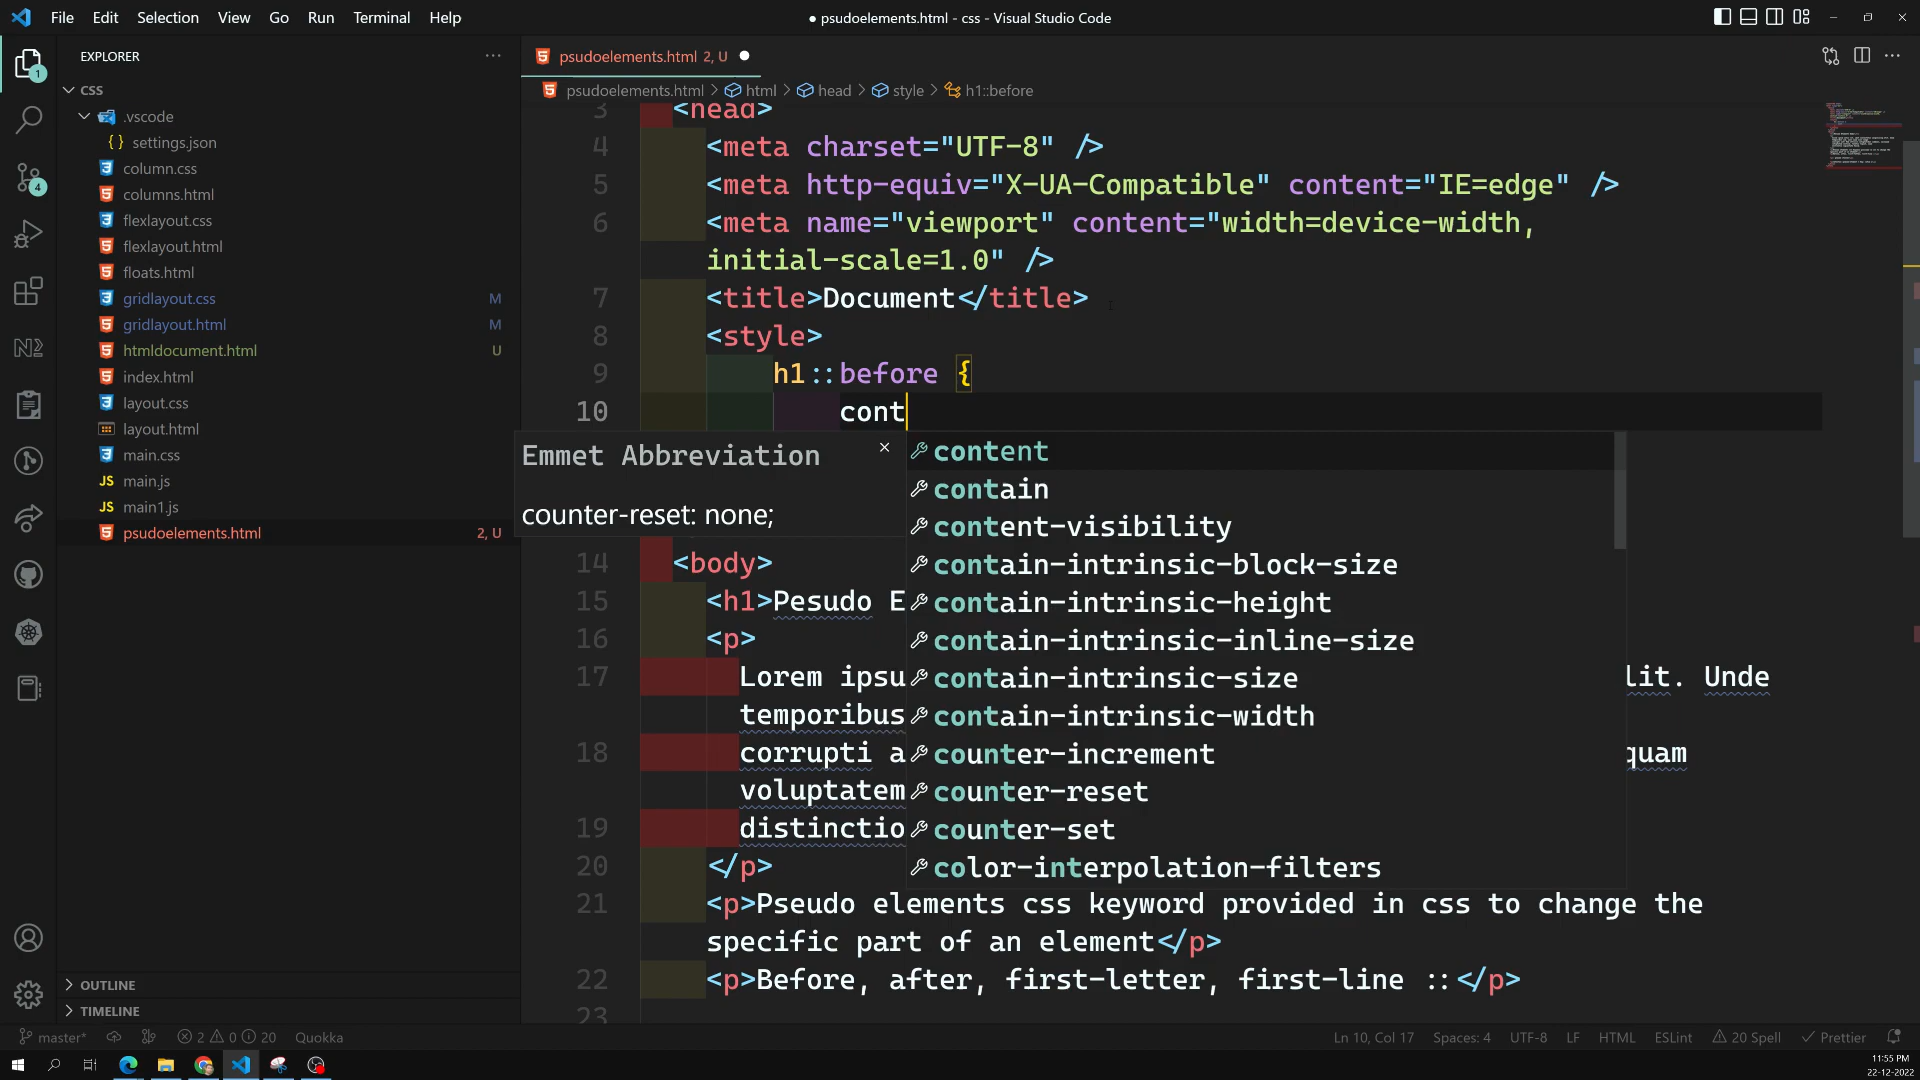 File Edit Selection View Go Run Terminal Help
● psudoelements.html - css - Visual Studio Code
EXPLORER
CSS
.vscode
{ } settings.json
column.css
columns.html
flexlayout.css
flexlayout.html
floats.html
gridlayout.css M
gridlayout.html M
htmldocument.html U
index.html
layout.css
layout.html
main.css
JS main.js
JS main1.js
psudoelements.html 2, U
OUTLINE
TIMELINE
1
4
psudoelements.html 2, U ●
psudoelements.html > html > head > style > h1::before
3 <head>
4 <meta charset="UTF-8" />
5 <meta http-equiv="X-UA-Compatible" content="IE=edge" />
6 <meta name="viewport" content="width=device-width,
initial-scale=1.0" />
7 <title>Document</title>
8 <style>
9 h1::before {
10 cont
Emmet Abbreviation ×
counter-reset: none;
content
contain
content-visibility
contain-intrinsic-block-size
contain-intrinsic-height
contain-intrinsic-inline-size
contain-intrinsic-size
contain-intrinsic-width
counter-increment
counter-reset
counter-set
color-interpolation-filters
14 <body>
15 <h1>Pesudo E
16 <p>
17 Lorem ipsu lit. Unde
temporibus
18 corrupti a quam
voluptatem
19 distinctio
20 </p>
21 <p>Pseudo elements css keyword provided in css to change the
specific part of an element</p>
22 <p>Before, after, first-letter, first-line ::</p>
23
master* 2 0 20 Quokka
Ln 10, Col 17 Spaces: 4 UTF-8 LF HTML ESLint 20 Spell Prettier
11:55 PM
22-12-2022